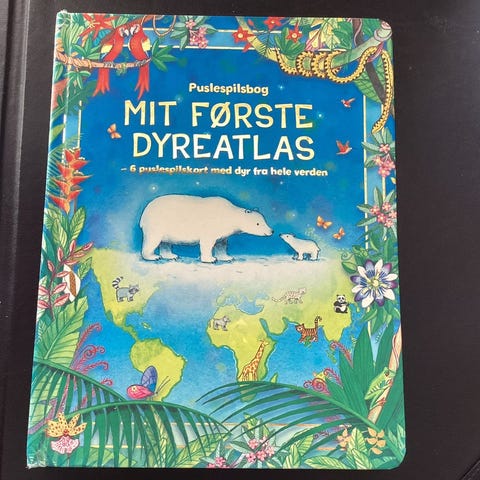 Puslespilsbog
MIT FØRSTE
DYREATLAS
– 6 puslespilskort med dyr fra hele verden